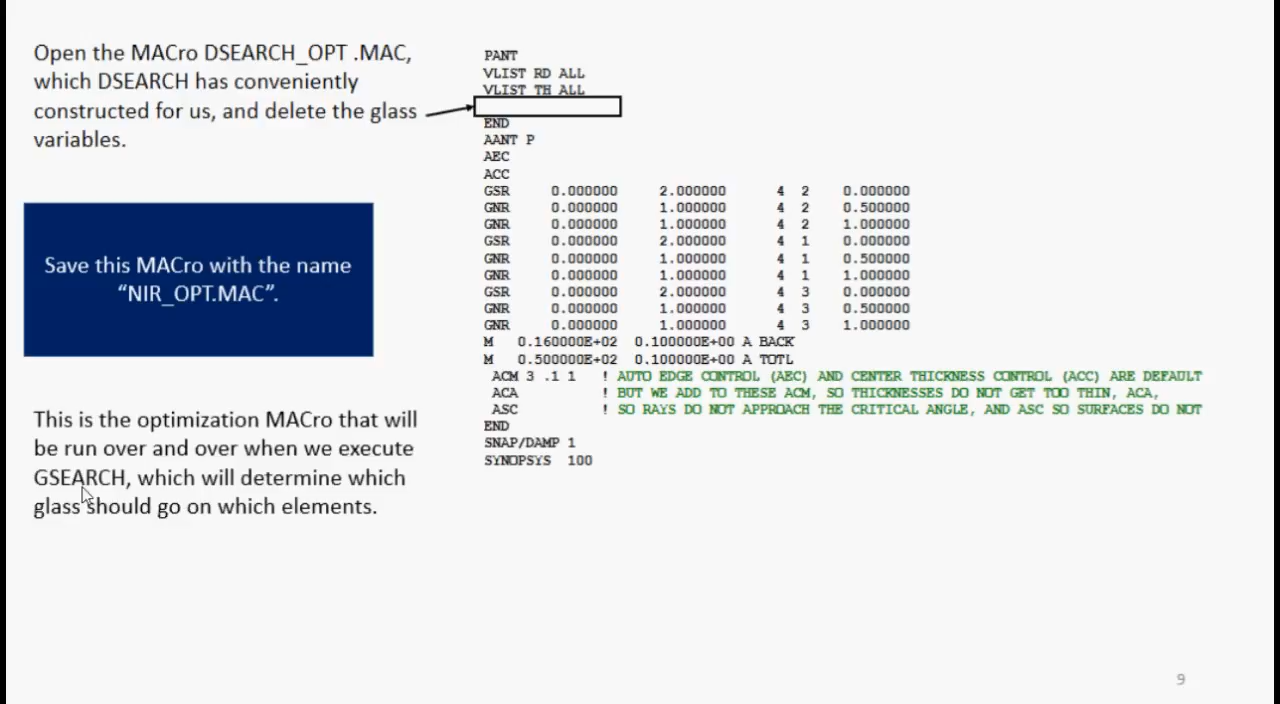 Open the MACro DSEARCH_OPT .MAC,
which DSEARCH has conveniently
constructed for us, and delete the glass
variables.
Save this MACro with the name
“NIR_OPT.MAC”.
This is the optimization MACro that will
be run over and over when we execute
GSEARCH, which will determine which
glass should go on which elements.
PANT
VLIST RD ALL
VLIST TH ALL
END
AANT P
AEC
ACC
GSR 0.000000 2.000000 4 2 0.000000
GNR 0.000000 1.000000 4 2 0.500000
GNR 0.000000 1.000000 4 2 1.000000
GSR 0.000000 2.000000 4 1 0.000000
GNR 0.000000 1.000000 4 1 0.500000
GNR 0.000000 1.000000 4 1 1.000000
GSR 0.000000 2.000000 4 3 0.000000
GNR 0.000000 1.000000 4 3 0.500000
GNR 0.000000 1.000000 4 3 1.000000
M 0.160000E+02 0.100000E+00 A BACK
M 0.500000E+02 0.100000E+00 A TOTL
ACM 3 .1 1 ! AUTO EDGE CONTROL (AEC) AND CENTER THICKNESS CONTROL (ACC) ARE DEFAULT
ACA ! BUT WE ADD TO THESE ACM, SO THICKNESSES DO NOT GET TOO THIN, ACA,
ASC ! SO RAYS DO NOT APPROACH THE CRITICAL ANGLE, AND ASC SO SURFACES DO NOT
END
SNAP/DAMP 1
SYNOPSYS 100
9